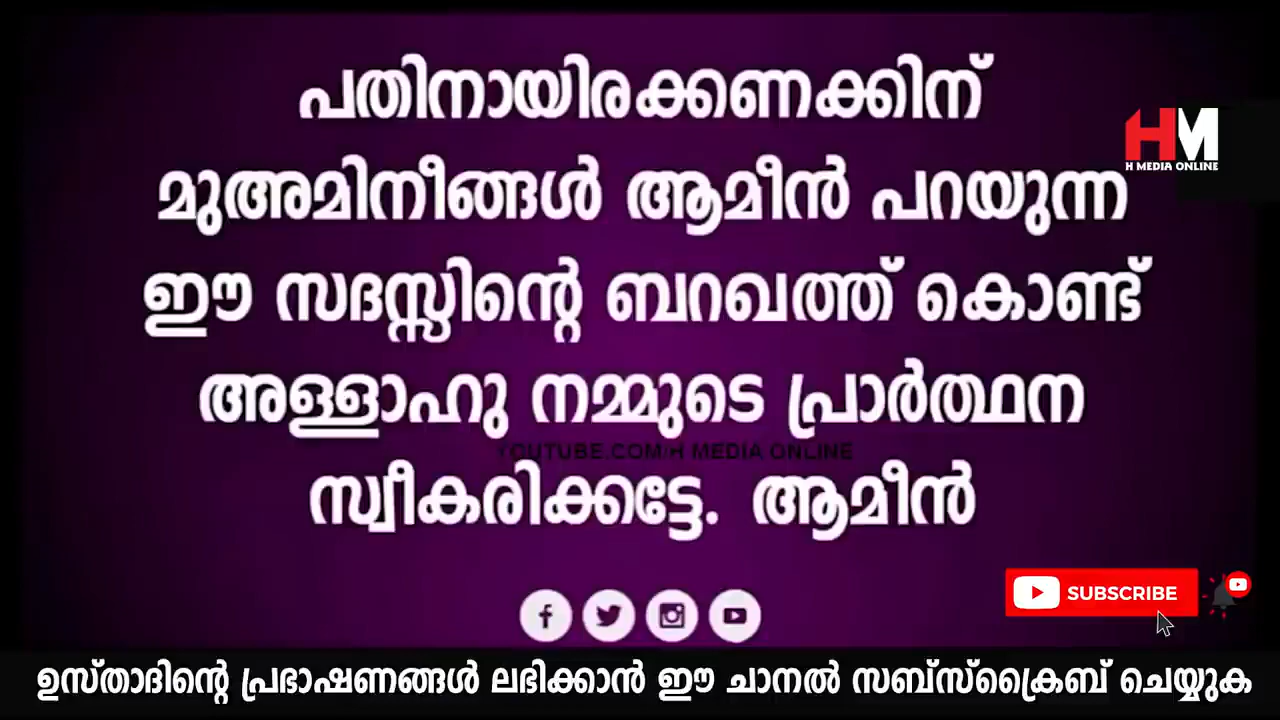 പതിനായിരക്കണക്കിന്
മുഅമിനീങ്ങൾ ആമീൻ പറയുന്ന
ഈ സദസ്സിന്റെ ബറഖത്ത് കൊണ്ട്
അള്ളാഹു നമ്മുടെ പ്രാർത്ഥന
സ്വീകരിക്കട്ടേ. ആമീൻ
HM
H MEDIA ONLINE
YOUTUBE.COM/H MEDIA ONLINE
SUBSCRIBE
ഉസ്താദിന്റെ പ്രഭാഷണങ്ങൾ ലഭിക്കാൻ ഈ ചാനൽ സബ്സ്ക്രൈബ് ചെയ്യുക